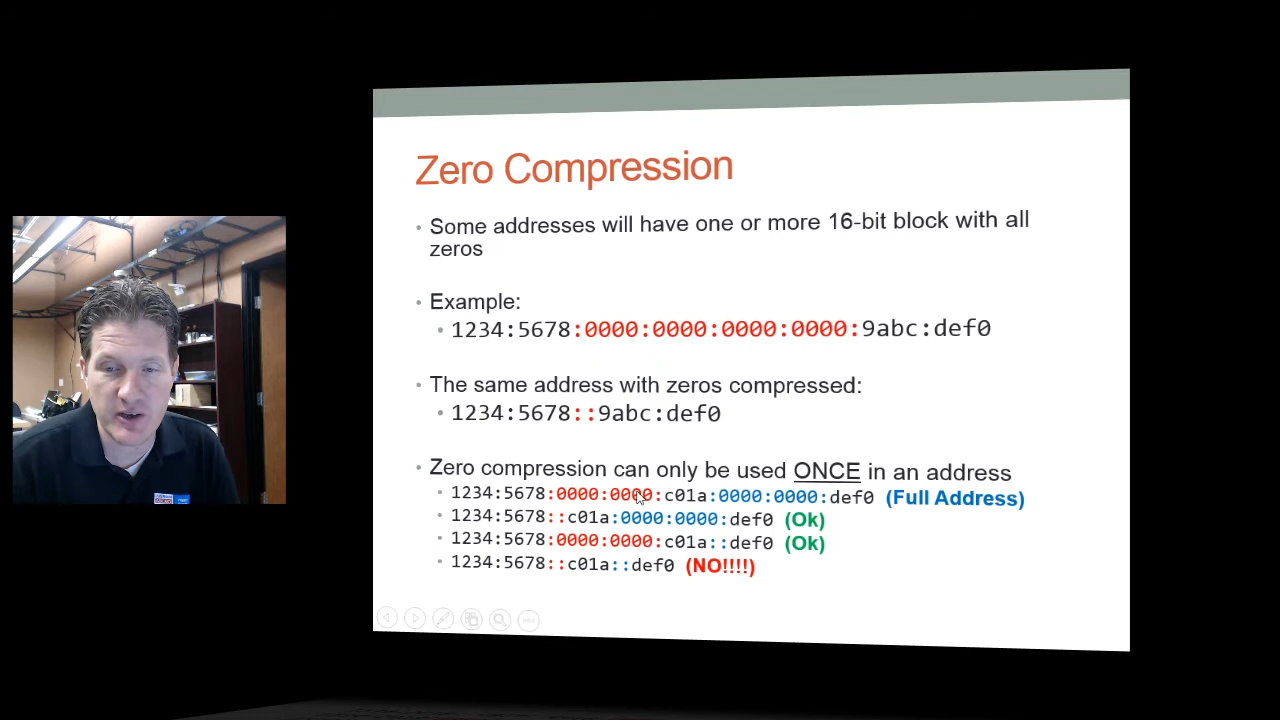 Zero Compression
• Some addresses will have one or more 16-bit block with all
zeros
• Example:
• 1234:5678:0000:0000:0000:0000:9abc:def0
• The same address with zeros compressed:
• 1234:5678::9abc:def0
• Zero compression can only be used ONCE in an address
• 1234:5678:0000:0000:c01a:0000:0000:def0 (Full Address)
• 1234:5678::c01a:0000:0000:def0 (Ok)
• 1234:5678:0000:0000:c01a::def0 (Ok)
• 1234:5678::c01a::def0 (NO!!!!)